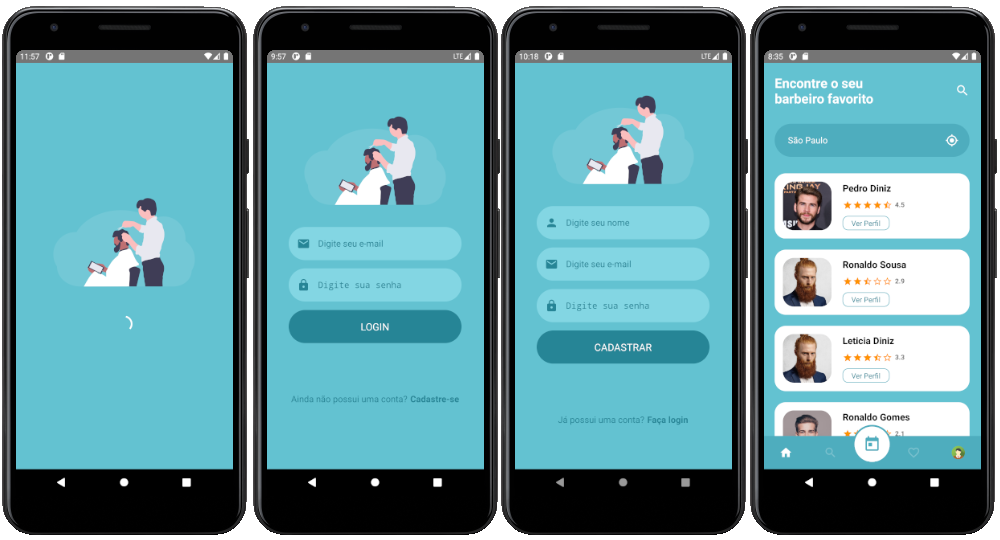 11:57
9:57
LTE
Digite seu e-mail
Digite sua senha
LOGIN
Ainda não possui uma conta? Cadastre-se
10:18
LTE
Digite seu nome
Digite seu e-mail
Digite sua senha
CADASTRAR
Já possui uma conta? Faça login
8:35
Encontre o seu
barbeiro favorito
São Paulo
Pedro Diniz
4.5
Ver Perfil
Ronaldo Sousa
2.9
Ver Perfil
Leticia Diniz
3.3
Ver Perfil
Ronaldo Gomes
2.1